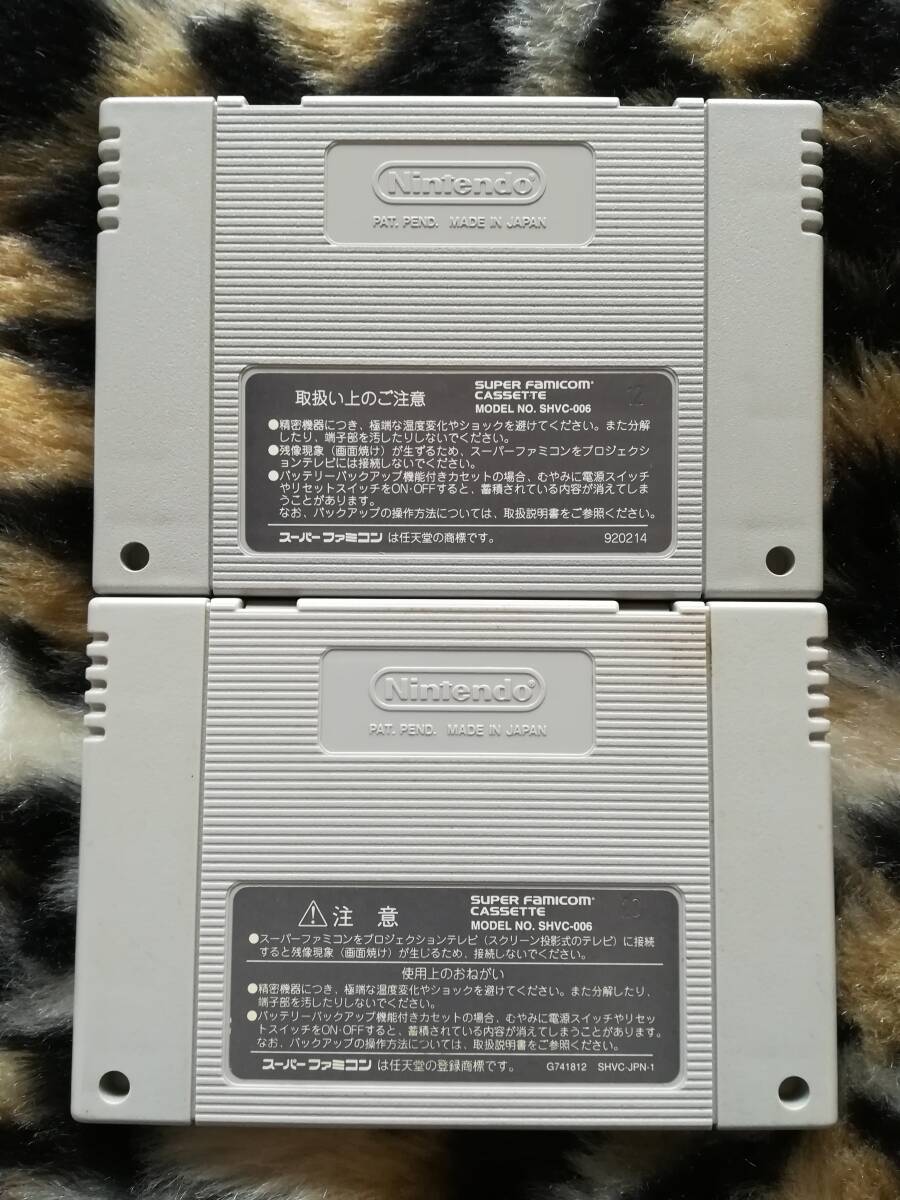 Nintendo®
PAT. PEND. MADE IN JAPAN
取扱い上のご注意
SUPER FAMICOM®
CASSETTE
MODEL NO. SHVC-006
12
●精密機器につき、極端な温度変化やショックを避けてください。また分解
したり、端子部を汚したりしないでください。
●残像現象（画面焼け）が生ずるため、スーパーファミコンをプロジェクシ
ョンテレビには接続しないでください。
●バッテリーバックアップ機能付きカセットの場合、むやみに電源スイッチ
やリセットスイッチをON・OFFすると、蓄積されている内容が消えてしま
うことがあります。
なお、バックアップの操作方法については、取扱説明書をご参照ください。
スーパーファミコン は任天堂の商標です。
920214
Nintendo®
PAT. PEND. MADE IN JAPAN
⚠注 意
SUPER FAMICOM®
CASSETTE
MODEL NO. SHVC-006
●スーパーファミコンをプロジェクションテレビ（スクリーン投影式のテレビ）に接続
すると残像現象（画面焼け）が生じるため、接続しないでください。
使用上のおねがい
●精密機器につき、極端な温度変化やショックを避けてください。また分解したり、
端子部を汚したりしないでください。
●バッテリーバックアップ機能付きカセットの場合、むやみに電源スイッチやリセッ
トスイッチをON・OFFすると、蓄積されている内容が消えてしまうことがあります。
なお、バックアップの操作方法については、取扱説明書をご参照ください。
スーパーファミコン は任天堂の登録商標です。
G741812 SHVC-JPN-1